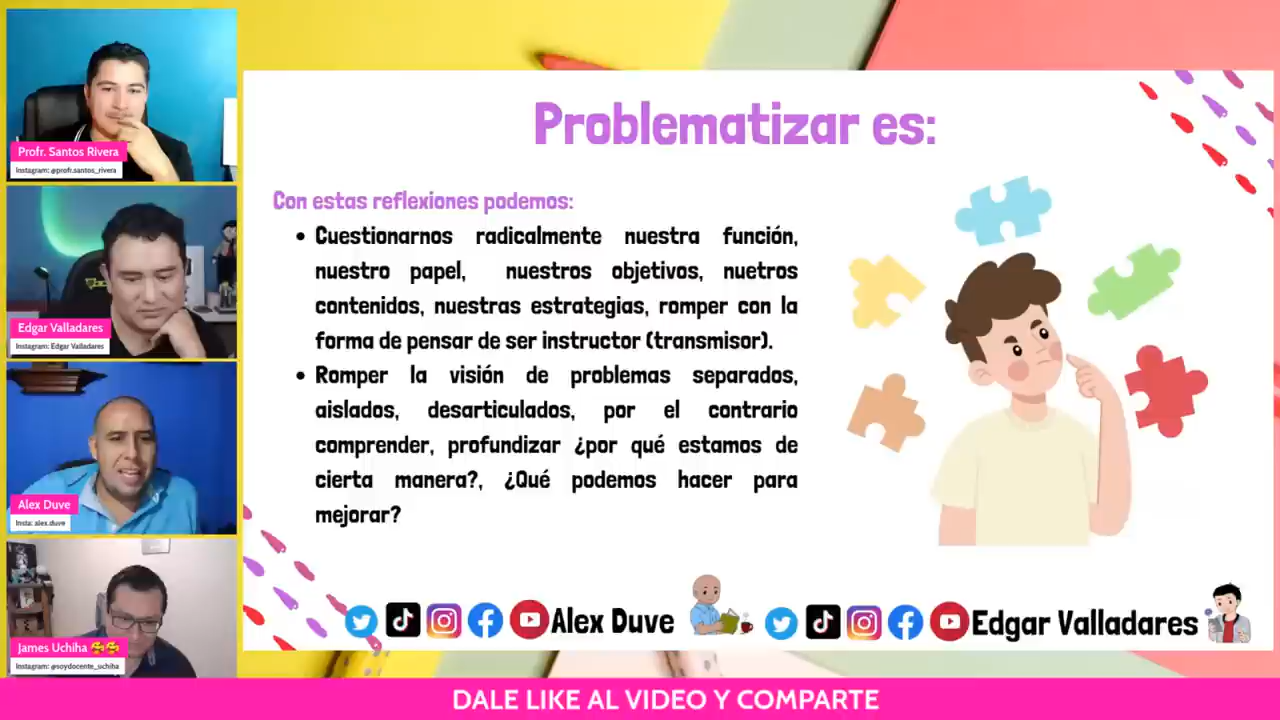 Profr. Santos Rivera
Instagram: @profr.santos_rivera
Edgar Valladares
Instagram: Edgar Valladares
Alex Duve
Insta: alex.duve
James Uchiha
Instagram: @soydocente_uchiha
Problematizar es:
Con estas reflexiones podemos:
• Cuestionarnos radicalmente nuestra función,
nuestro papel, nuestros objetivos, nuetros
contenidos, nuestras estrategias, romper con la
forma de pensar de ser instructor (transmisor).
• Romper la visión de problemas separados,
aislados, desarticulados, por el contrario
comprender, profundizar ¿por qué estamos de
cierta manera?, ¿Qué podemos hacer para
mejorar?
Alex Duve
Edgar Valladares
DALE LIKE AL VIDEO Y COMPARTE